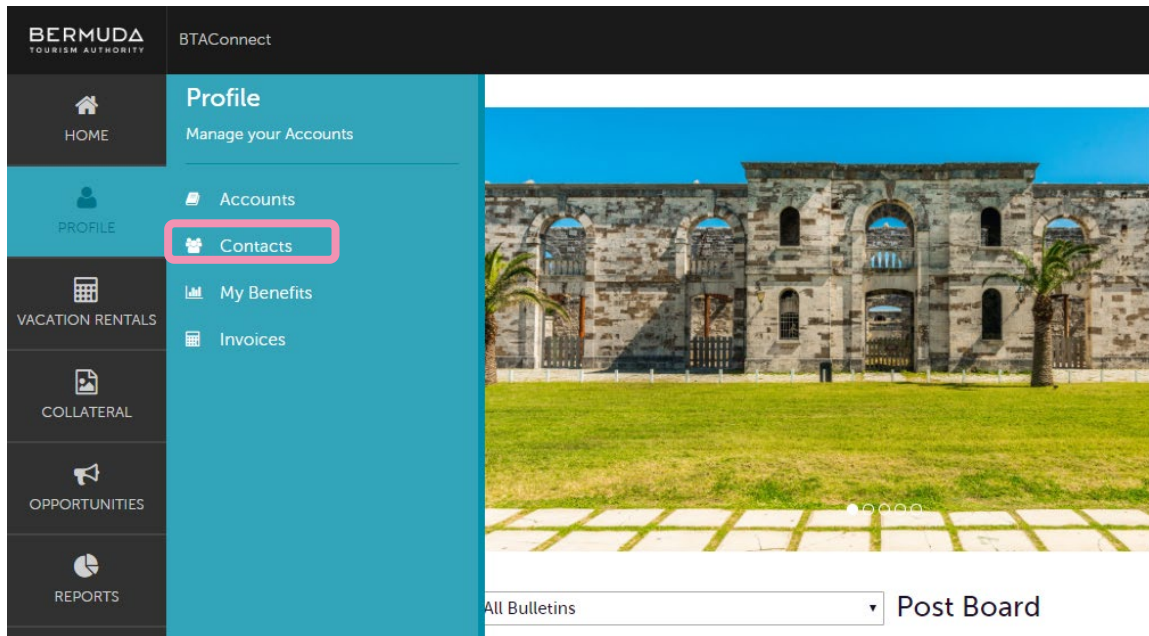 BERMUDA
TOURISM AUTHORITY
BTAConnect
HOME
PROFILE
VACATION RENTALS
COLLATERAL
OPPORTUNITIES
REPORTS
Profile
Manage your Accounts
Accounts
Contacts
My Benefits
Invoices
All Bulletins
Post Board